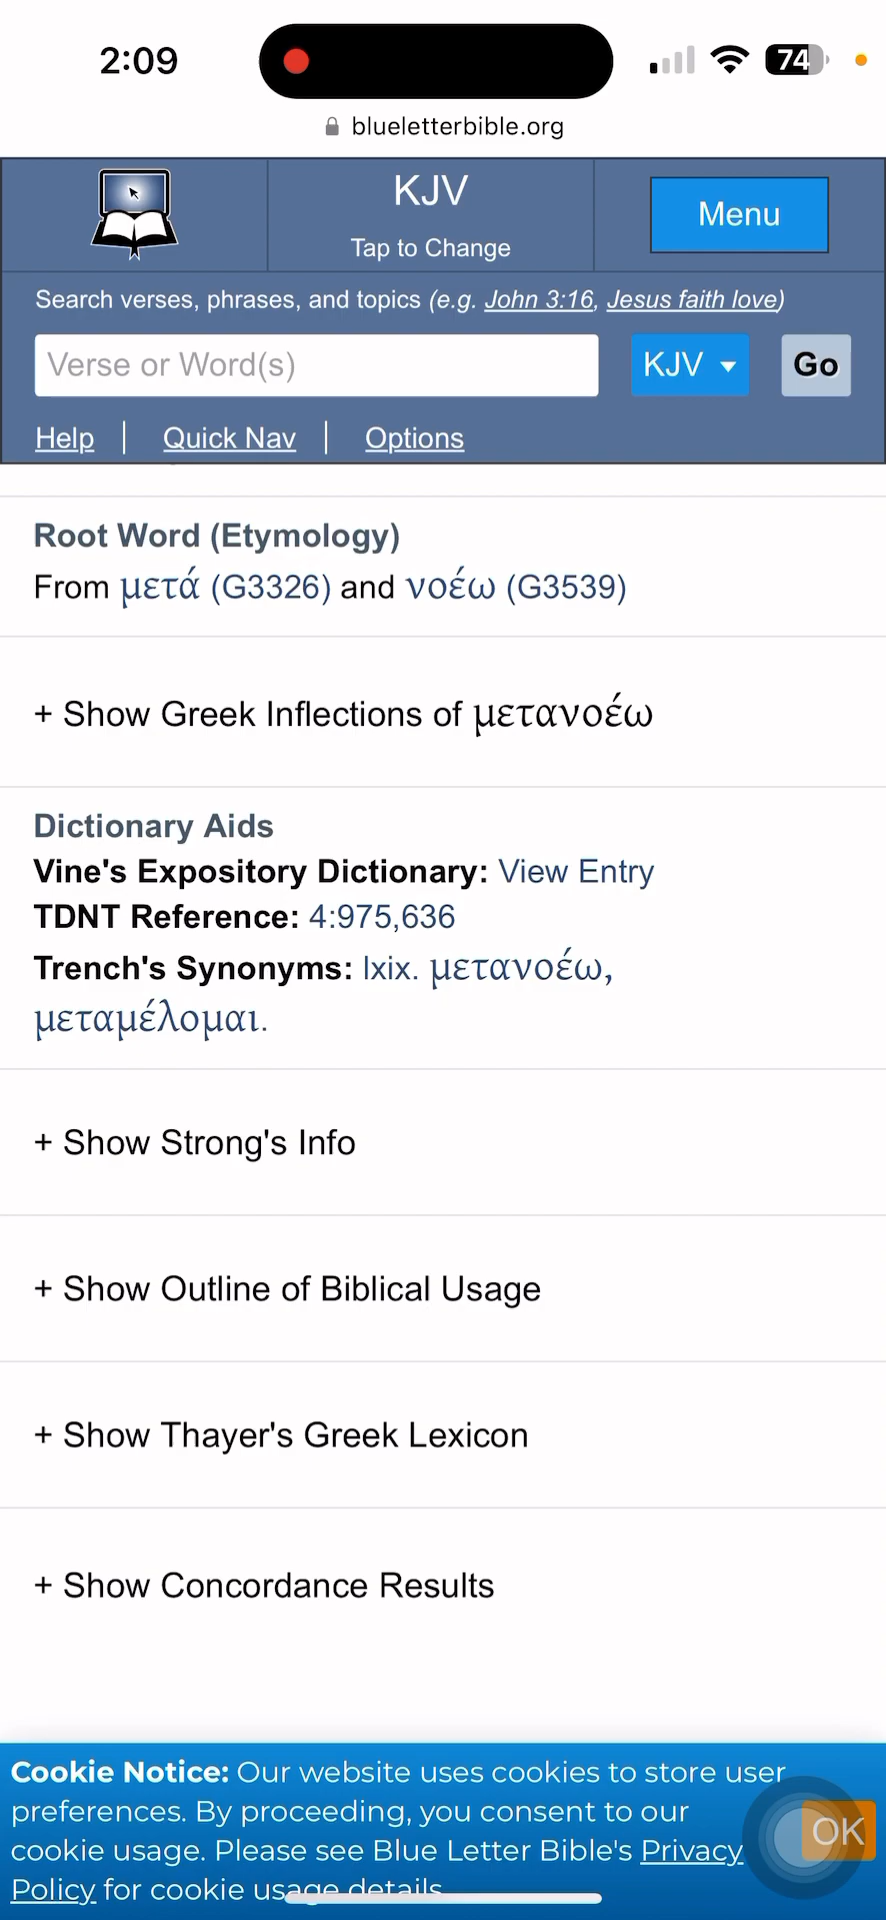 2:09
74
blueletterbible.org
KJV
Tap to Change
Menu
Search verses, phrases, and topics (e.g. John 3:16, Jesus faith love)
Verse or Word(s)
KJV
Go
Help | Quick Nav | Options
Root Word (Etymology)
From μετά (G3326) and νοέω (G3539)
+ Show Greek Inflections of μετανοέω
Dictionary Aids
Vine's Expository Dictionary: View Entry
TDNT Reference: 4:975,636
Trench's Synonyms: lxix. μετανοέω,
μεταμέλομαι.
+ Show Strong's Info
+ Show Outline of Biblical Usage
+ Show Thayer's Greek Lexicon
+ Show Concordance Results
Cookie Notice: Our website uses cookies to store user
preferences. By proceeding, you consent to our
cookie usage. Please see Blue Letter Bible's Privacy
Policy for cookie usage details
OK